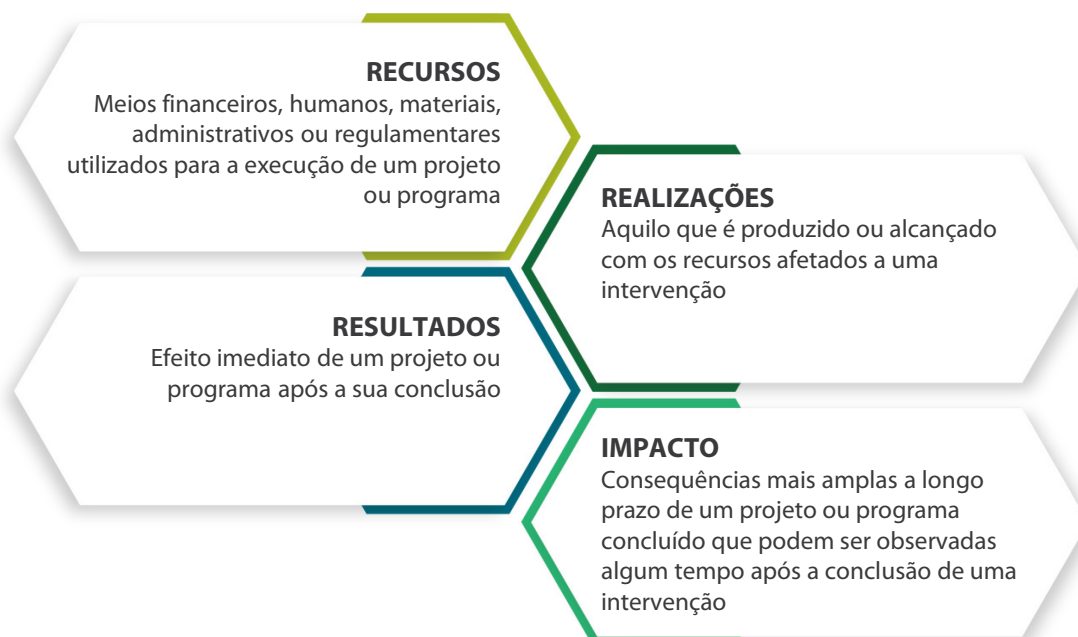 RECURSOS
Meios financeiros, humanos, materiais,
administrativos ou regulamentares
utilizados para a execução de um projeto
ou programa
REALIZAÇÕES
Aquilo que é produzido ou alcançado
com os recursos afetados a uma
intervenção
RESULTADOS
Efeito imediato de um projeto ou
programa após a sua conclusão
IMPACTO
Consequências mais amplas a longo
prazo de um projeto ou programa
concluído que podem ser observadas
algum tempo após a conclusão de uma
intervenção